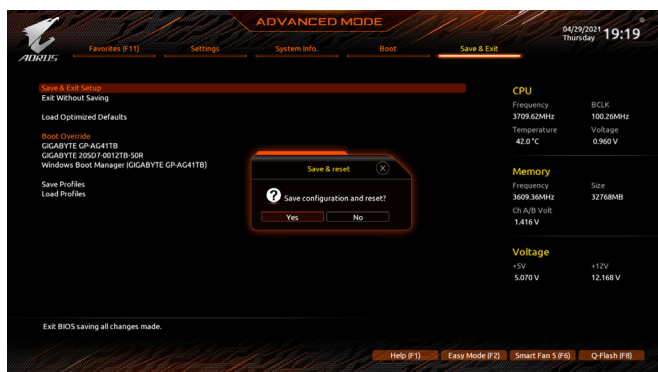 ADVANCED MODE
04/29/2021
Thursday
19:19
AORUS
Favorites (F11)
Settings
System Info.
Boot
Save & Exit
Save & Exit Setup
Exit Without Saving
Load Optimized Defaults
Boot Override
GIGABYTE GP-AG41TB
GIGABYTE 20SD7-0012TB-50R
Windows Boot Manager (GIGABYTE GP-AG41TB)
Save Profiles
Load Profiles
Save & reset
Save configuration and reset?
Yes No
CPU
Frequency BCLK
3709.62MHz 100.26MHz
Temperature Voltage
42.0 °C 0.960 V
Memory
Frequency Size
3609.36MHz 32768MB
Ch A/B Volt
1.416 V
Voltage
+5V +12V
5.070 V 12.168 V
Exit BIOS saving all changes made.
Help (F1) Easy Mode (F2) Smart Fan 5 (F6) Q-Flash (F8)